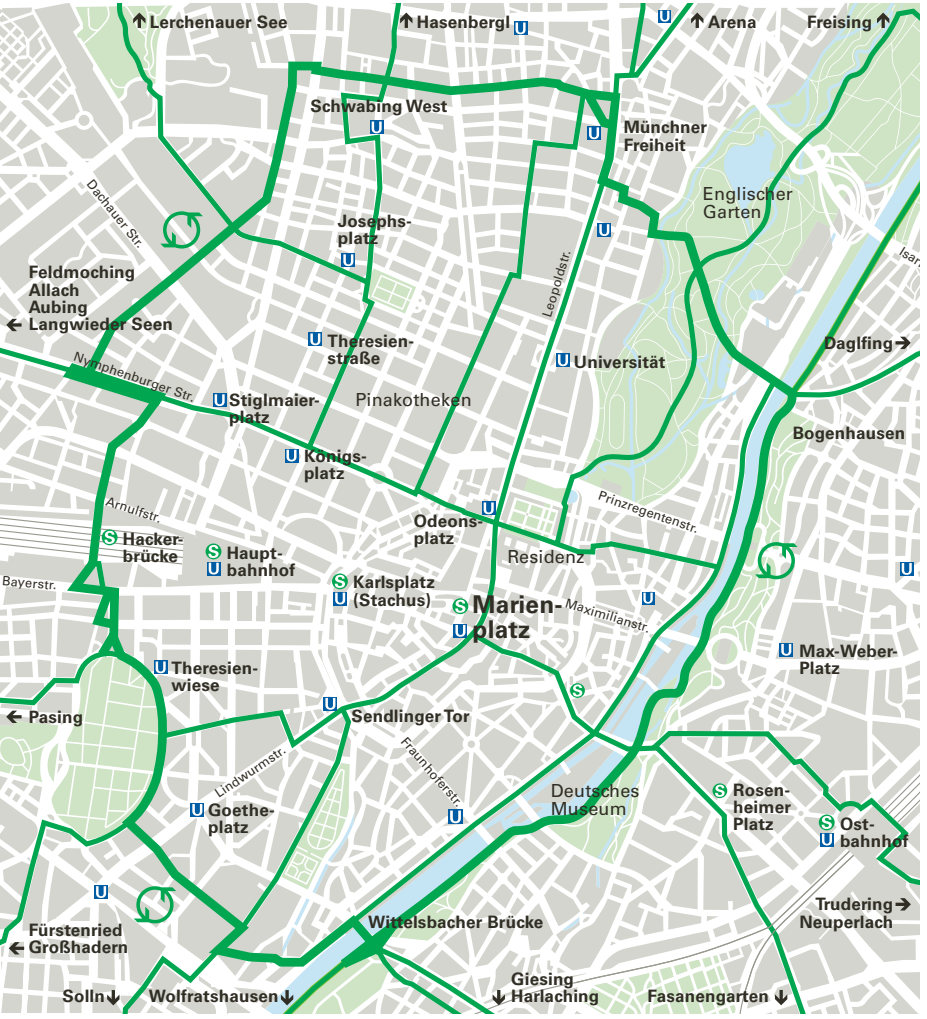 Lerchenauer See
Hasenbergl
U
U
Arena
Freising
Schwabing West
U
U
Münchner
Freiheit
Dachauer Str.
Englischer
Garten
Josephs-
platz
U
U
Leopoldstr.
Isar
Feldmoching
Allach
Aubing
Langwieder Seen
U
Theresien-
straße
Daglfing
Nymphenburger Str.
U
Universität
U
Stiglmaier-
platz
Pinakotheken
Bogenhausen
U
Königs-
platz
Prinzregentenstr.
Arnulfstr.
U
Odeons-
platz
S
Hacker-
brücke
S
U
Haupt-
bahnhof
Residenz
Bayerstr.
S
U
Karlsplatz
(Stachus)
U
S
U
Marien-
platz
Maximilianstr.
U
U
Theresien-
wiese
U
Max-Weber-
Platz
S
U
Pasing
Sendlinger Tor
Lindwurmstr.
Fraunhoferstr.
U
Goethe-
platz
U
Deutsches
Museum
S
Rosen-
heimer
Platz
S
U
Ost-
bahnhof
U
Wittelsbacher Brücke
Trudering
Neuperlach
Fürstenried
Großhadern
Solln
Wolfratshausen
Giesing
Harlaching
Fasanengarten